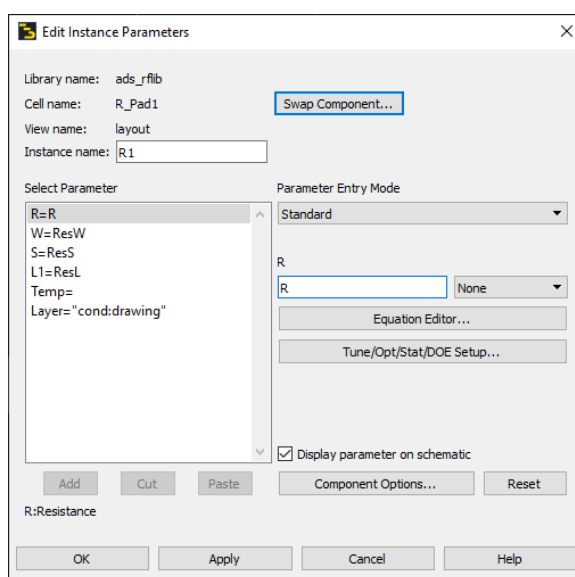 Edit Instance Parameters
Library name: ads_rflib
Cell name: R_Pad1
Swap Component...
View name: layout
Instance name: R1
Select Parameter
Parameter Entry Mode
R=R
Standard
W=ResW
S=ResS
R
L1=ResL
R
None
Temp=
Layer="cond:drawing"
Equation Editor...
Tune/Opt/Stat/DOE Setup...
Display parameter on schematic
Add
Cut
Paste
Component Options...
Reset
R:Resistance
OK
Apply
Cancel
Help